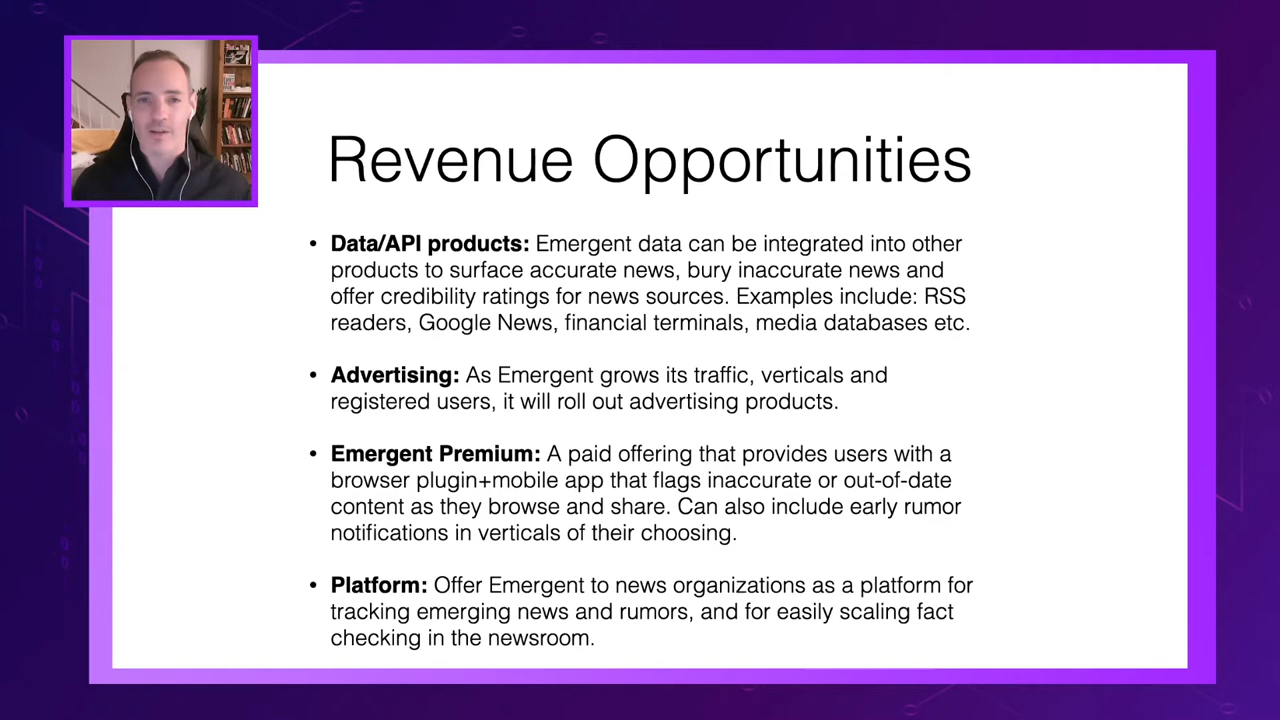 Revenue Opportunities
• Data/API products: Emergent data can be integrated into other
products to surface accurate news, bury inaccurate news and
offer credibility ratings for news sources. Examples include: RSS
readers, Google News, financial terminals, media databases etc.
• Advertising: As Emergent grows its traffic, verticals and
registered users, it will roll out advertising products.
• Emergent Premium: A paid offering that provides users with a
browser plugin+mobile app that flags inaccurate or out-of-date
content as they browse and share. Can also include early rumor
notifications in verticals of their choosing.
• Platform: Offer Emergent to news organizations as a platform for
tracking emerging news and rumors, and for easily scaling fact
checking in the newsroom.